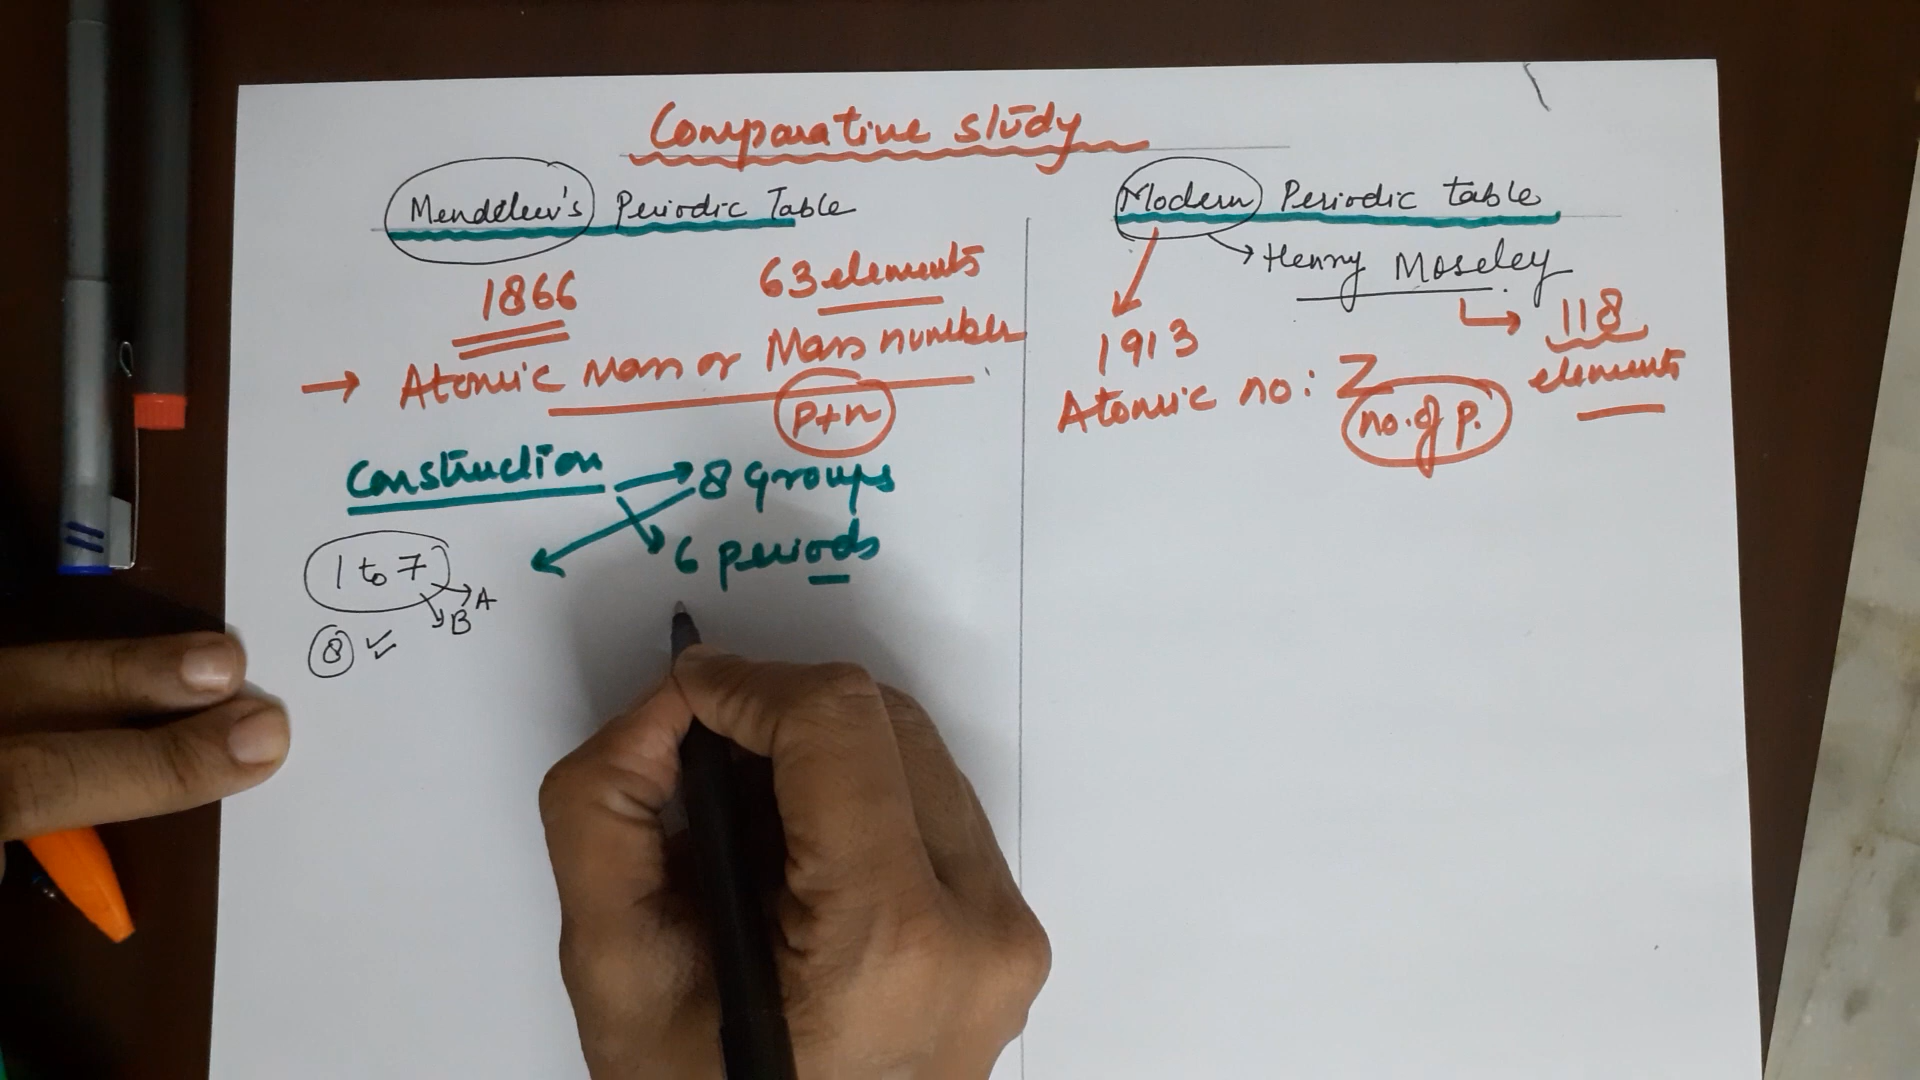 Comparative study
Mendeleev's Periodic Table
1866
63 elements
→ Atomic Mass or Mass number
p+n
Construction → 8 groups
6 periods
1 to 7
A
B
8 ✓✓
Modern Periodic table
→ Henry Moseley
1913
→ 118
elements
Atomic no: Z
no. of p.